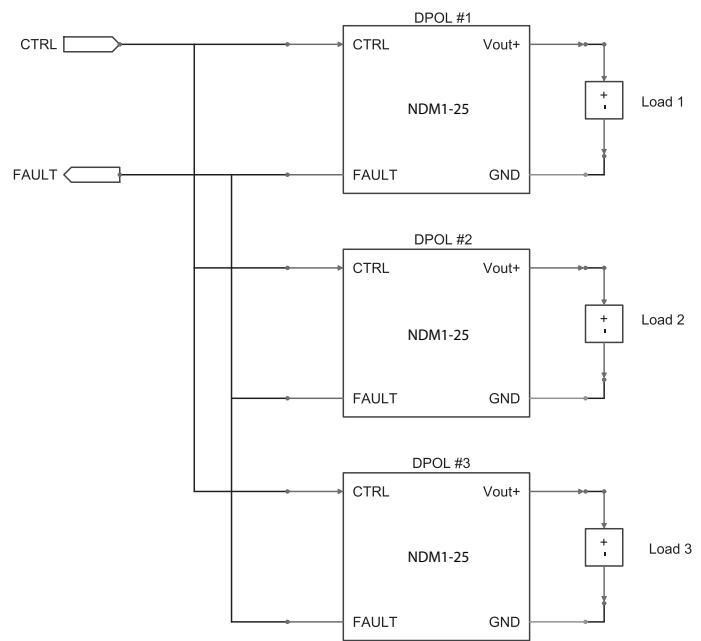 DPOL #1
CTRL
CTRL
Vout+
NDM1-25
+
-
Load 1
FAULT
FAULT
GND
DPOL #2
CTRL
Vout+
NDM1-25
+
-
Load 2
FAULT
GND
DPOL #3
CTRL
Vout+
NDM1-25
+
-
Load 3
FAULT
GND